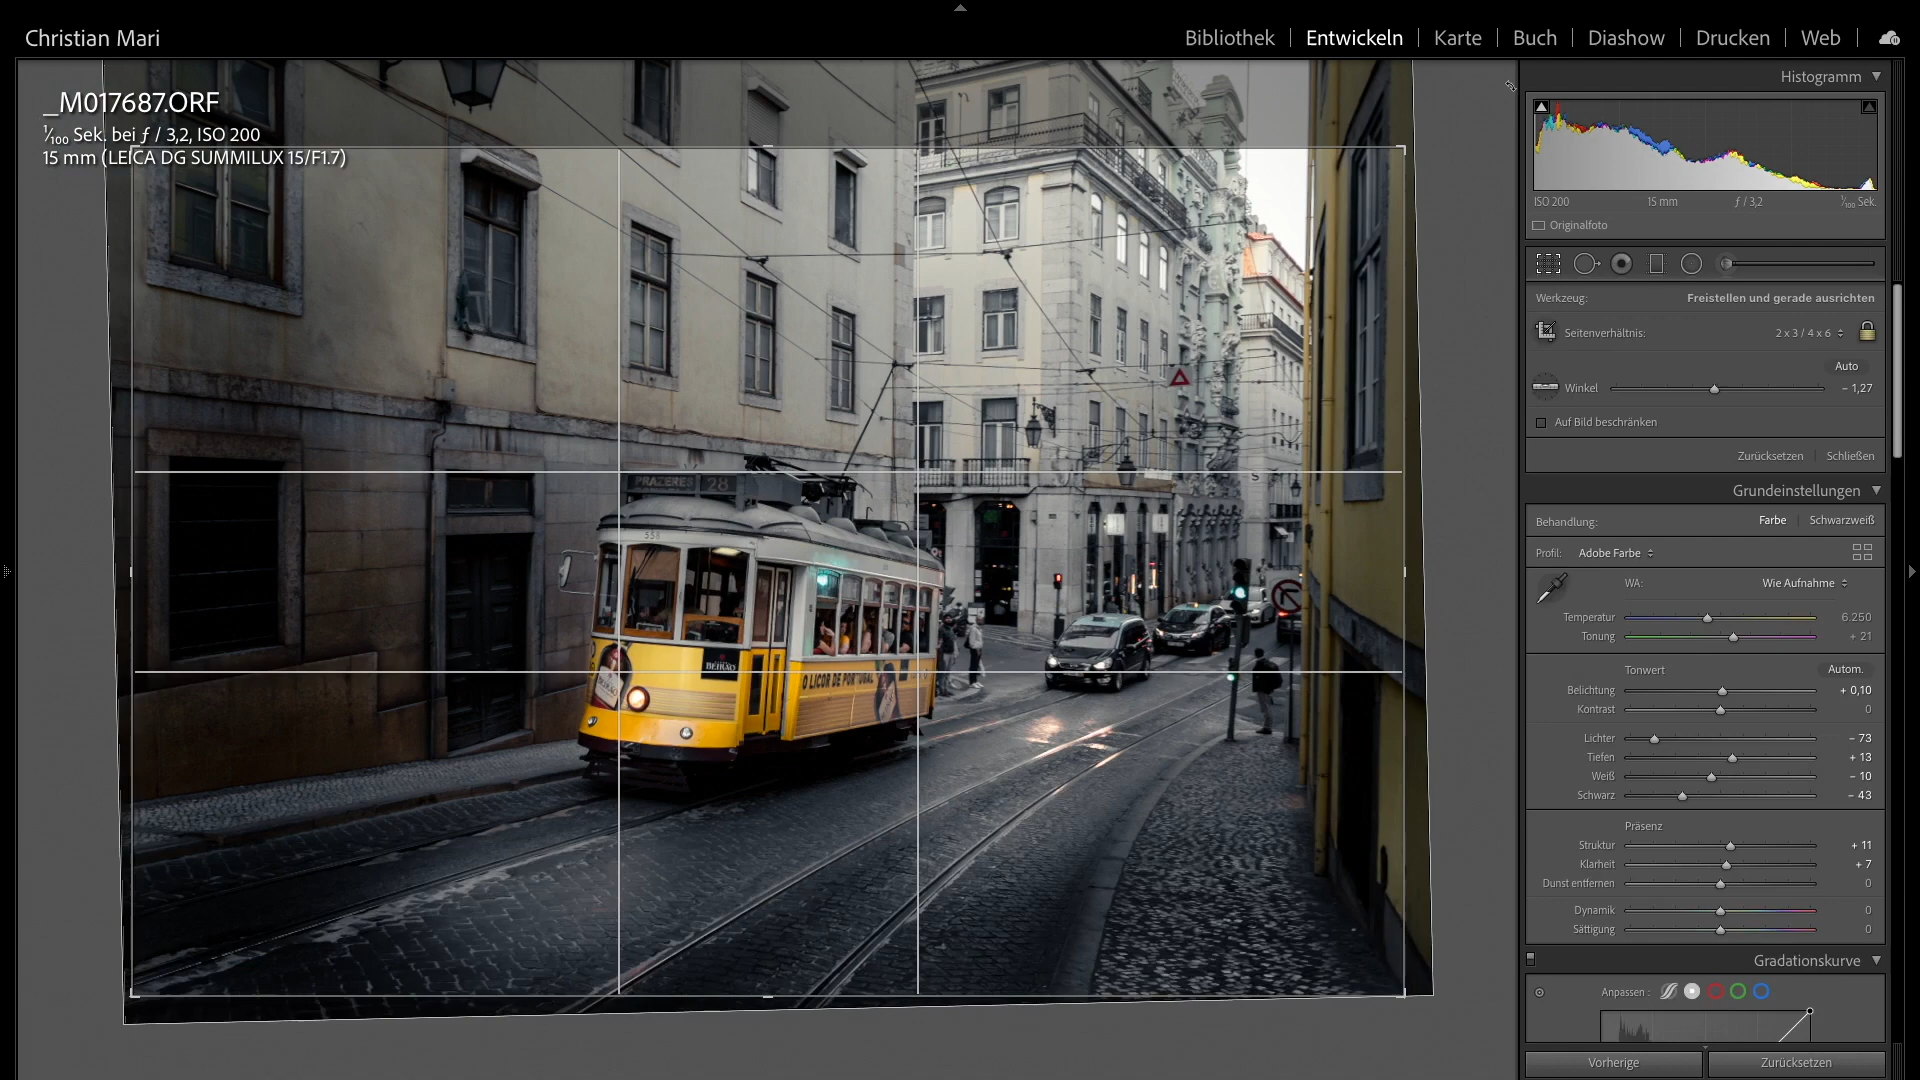 Christian Mari
Bibliothek | Entwickeln | Karte | Buch | Diashow | Drucken | Web
_M017687.ORF
1/100 Sek. bei ƒ / 3,2, ISO 200
15 mm (LEICA DG SUMMILUX 15/F1.7)
PRAZERES 28
558
BEIRÃO
O LICOR DE PORTUGAL
Histogramm
ISO 200 15 mm ƒ / 3,2 1/100 Sek.
Originalfoto
Werkzeug: Freistellen und gerade ausrichten
Seitenverhältnis: 2 x 3 / 4 x 6
Auto
Winkel – 1,27
Auf Bild beschränken
Zurücksetzen Schließen
Grundeinstellungen
Behandlung: Farbe | Schwarzweiß
Profil: Adobe Farbe
WA: Wie Aufnahme
Temperatur 6.250
Tonung + 21
Tonwert Autom.
Belichtung + 0,10
Kontrast 0
Lichter – 73
Tiefen + 13
Weiß – 10
Schwarz – 43
Präsenz
Struktur + 11
Klarheit + 7
Dunst entfernen 0
Dynamik 0
Sättigung 0
Gradationskurve
Anpassen :
Vorherige Zurücksetzen